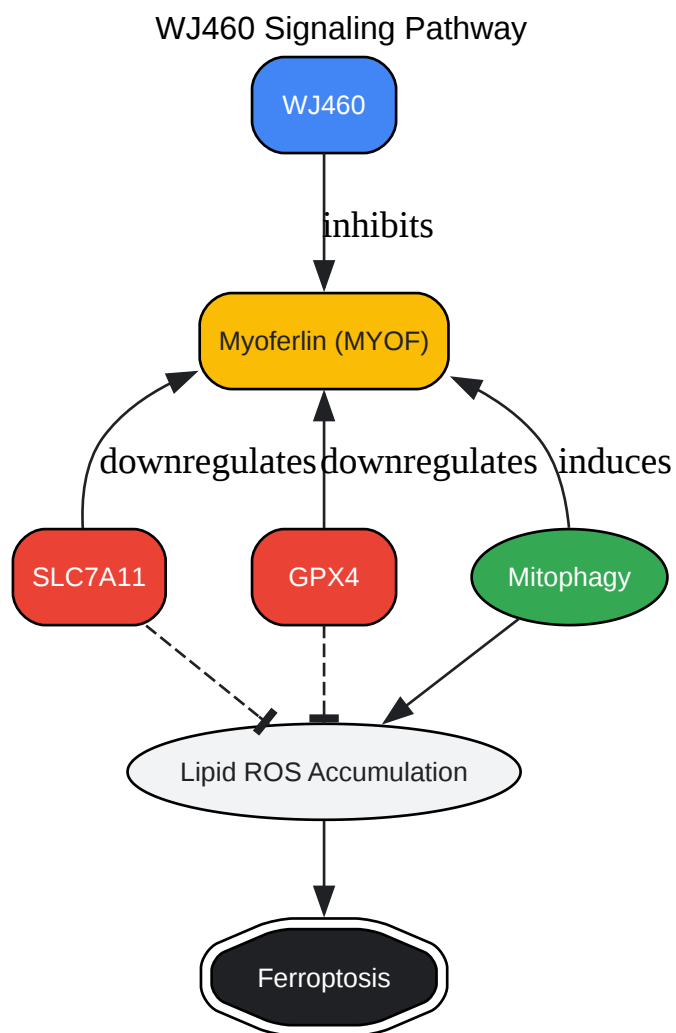 WJ460 Signaling Pathway
WJ460
inhibits
Myoferlin (MYOF)
downregulates
downregulates
induces
SLC7A11
GPX4
Mitophagy
Lipid ROS Accumulation
Ferroptosis